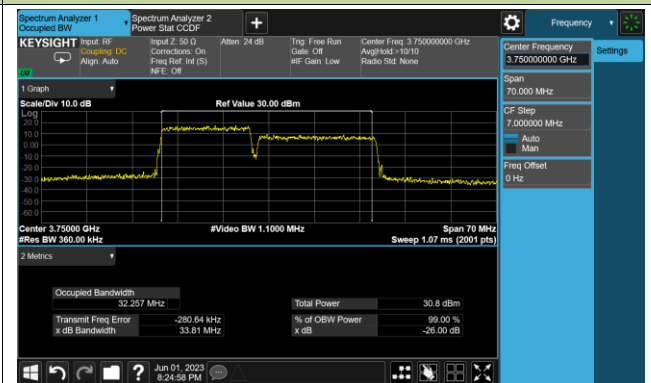 Spectrum Analyzer 1
Occupied BW
Spectrum Analyzer 2
Power Stat CCDF
Frequency
KEYSIGHT
Input: RF
Coupling: DC
Align: Auto
Input Z: 50 Ω
Corrections: On
Freq Ref: Int (S)
NFE: Off
Atten: 24 dB
Trig: Free Run
Gate: Off
#IF Gain: Low
Center Freq: 3.750000000 GHz
Avg|Hold:>10/10
Radio Std: None
Center Frequency
3.750000000 GHz
Settings
Span
70.000 MHz
CF Step
7.000000 MHz
Auto
Man
Freq Offset
0 Hz
1 Graph
Scale/Div 10.0 dB
Ref Value 30.00 dBm
Log
20.0
10.0
0.00
-10.0
-20.0
-30.0
-40.0
-50.0
-60.0
Center 3.75000 GHz
#Video BW 1.1000 MHz
Span 70 MHz
#Res BW 360.00 kHz
Sweep 1.07 ms (2001 pts)
2 Metrics
Occupied Bandwidth
32.257 MHz
Total Power
30.8 dBm
Transmit Freq Error
-280.64 kHz
% of OBW Power
99.00 %
x dB Bandwidth
33.81 MHz
x dB
-26.00 dB
?
Jun 01, 2023
8:24:58 PM